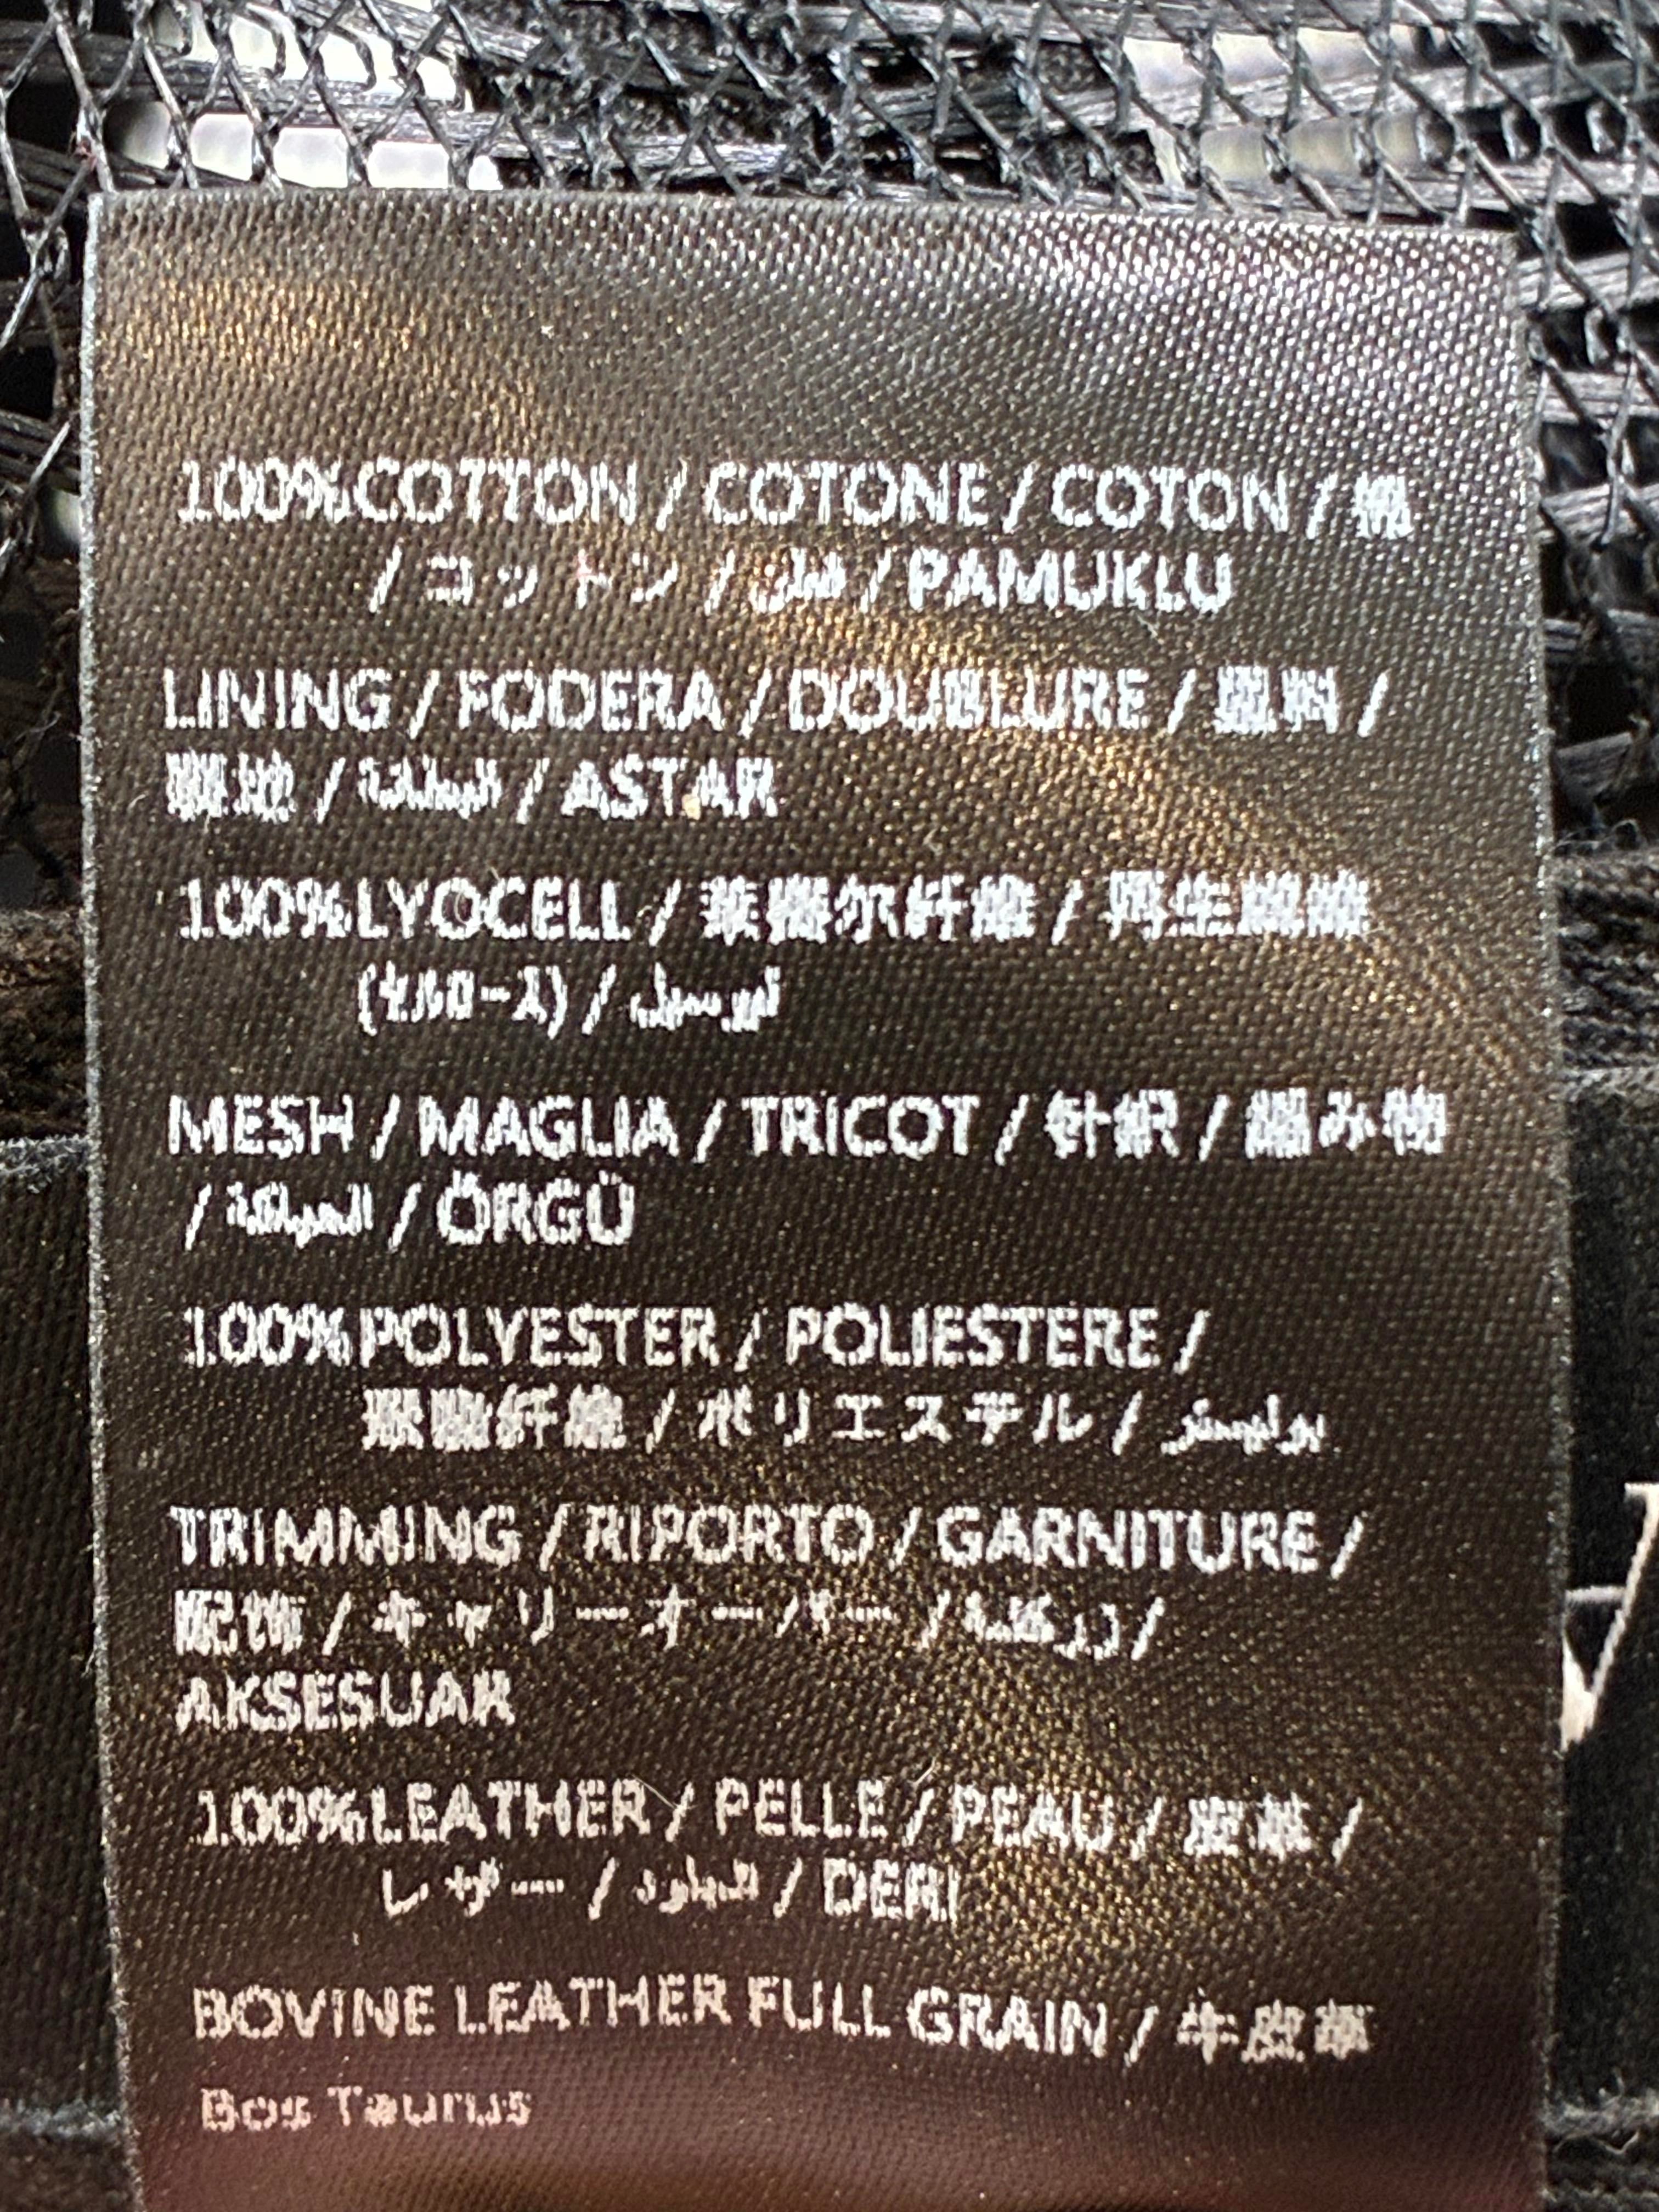 100% COTTON / COTONE / COTON / 棉
/ コットン / قطن / PAMUKLU
LINING / FODERA / DOUBLURE / 里料 /
裏地 / البطانة / ASTAR
100% LYOCELL / 莱赛尔纤维 / 再生繊維
(セルロース) / ليوسيل
MESH / MAGLIA / TRICOT / 针织 / 編み物
/ الحياكة / ÖRGÜ
100% POLYESTER / POLIESTERE /
聚酯纤维 / ポリエステル / بوليستر
TRIMMING / RIPORTO / GARNITURE /
配饰 / キャリーオーバー / زركشة /
AKSESUAR
100% LEATHER / PELLE / PEAU / 皮革 /
レザー / الجلود / DERI
BOVINE LEATHER FULL GRAIN / 牛皮革
Bos Taurus